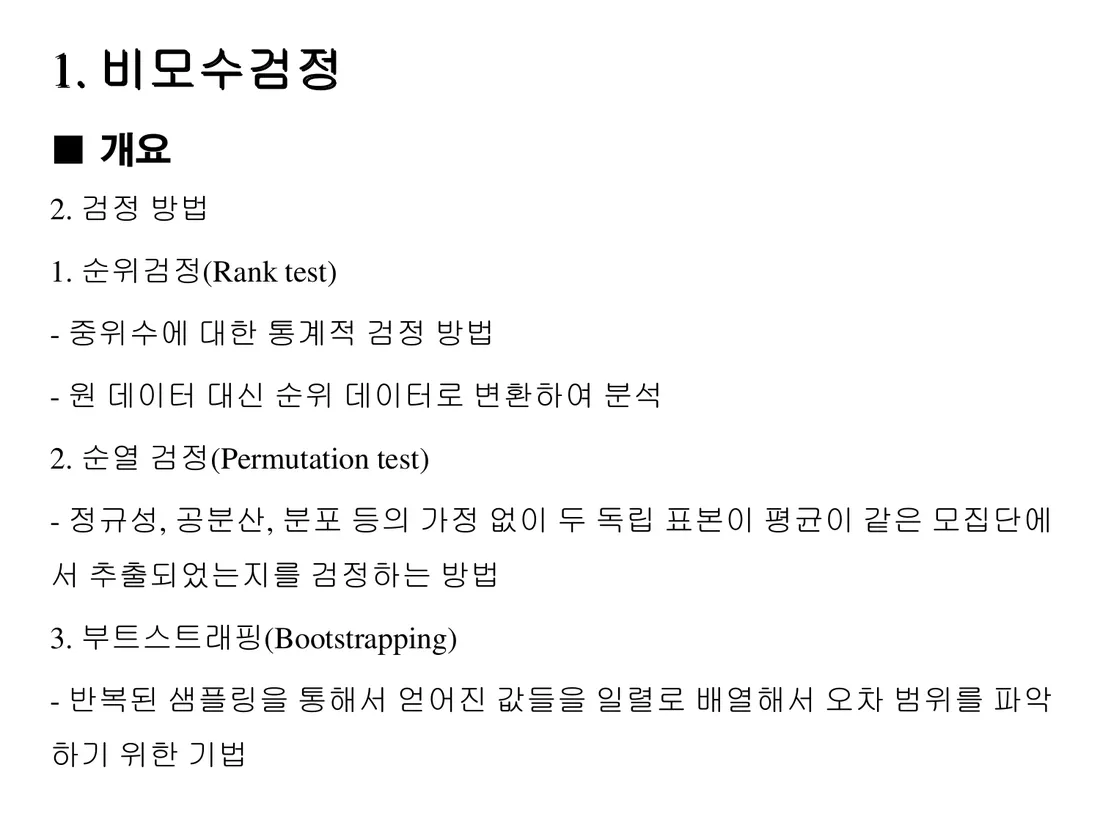 1. 비모수검정
■ 개요
2. 검정 방법
1. 순위검정(Rank test)
- 중위수에 대한 통계적 검정 방법
- 원 데이터 대신 순위 데이터로 변환하여 분석
2. 순열 검정(Permutation test)
- 정규성, 공분산, 분포 등의 가정 없이 두 독립 표본이 평균이 같은 모집단에
서 추출되었는지를 검정하는 방법
3. 부트스트래핑(Bootstrapping)
- 반복된 샘플링을 통해서 얻어진 값들을 일렬로 배열해서 오차 범위를 파악
하기 위한 기법